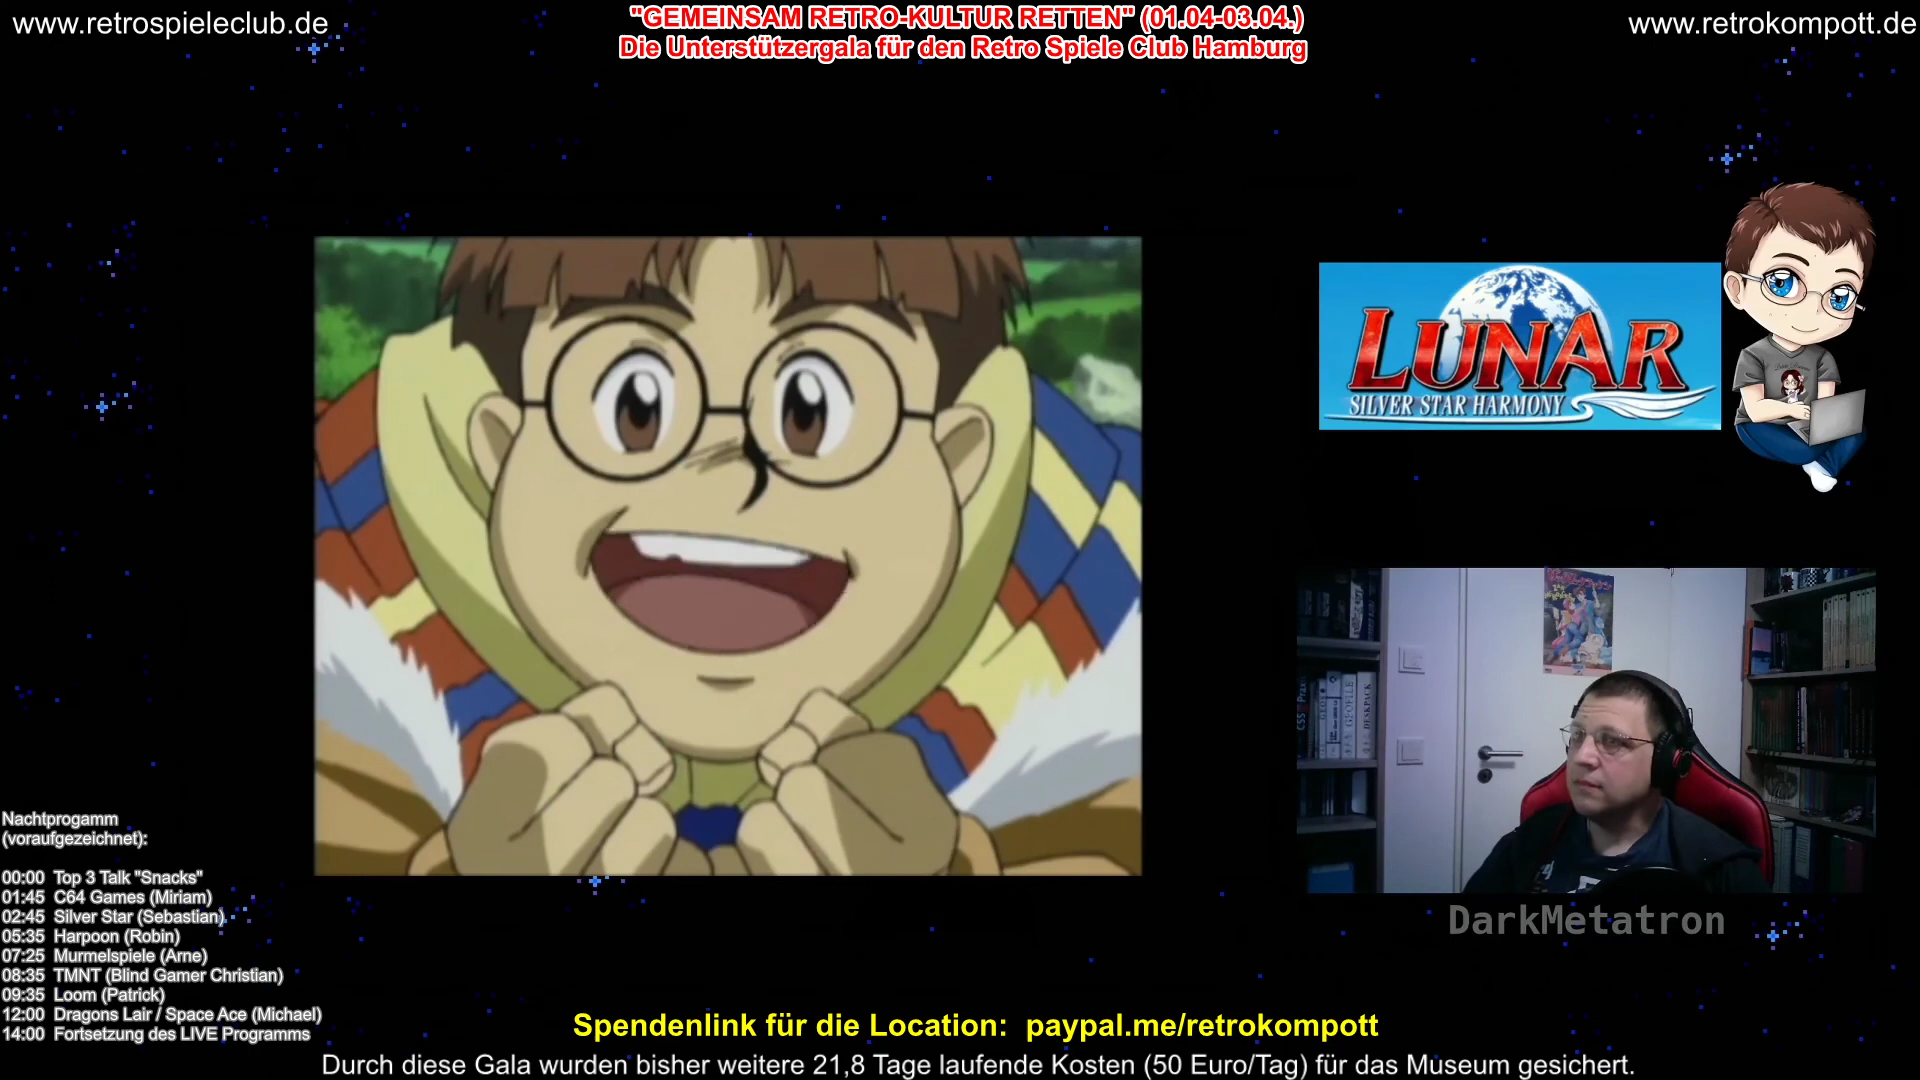 www.retrospieleclub.de
"GEMEINSAM RETRO-KULTUR RETTEN" (01.04-03.04.)
Die Unterstützergala für den Retro Spiele Club Hamburg
www.retrokompott.de
LUNAR
SILVER STAR HARMONY
DarkMetatron
Nachtprogamm
(voraufgezeichnet):
00:00 Top 3 Talk "Snacks"
01:45 C64 Games (Miriam)
02:45 Silver Star (Sebastian)
05:35 Harpoon (Robin)
07:25 Murmelspiele (Arne)
08:35 TMNT (Blind Gamer Christian)
09:35 Loom (Patrick)
12:00 Dragons Lair / Space Ace (Michael)
14:00 Fortsetzung des LIVE Programms
Spendenlink für die Location: paypal.me/retrokompott
Durch diese Gala wurden bisher weitere 21,8 Tage laufende Kosten (50 Euro/Tag) für das Museum gesichert.